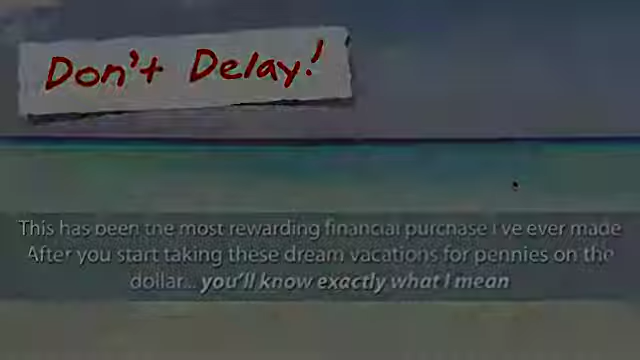 Don't Delay!
This has been the most rewarding financial purchase I've ever made
After you start taking these dream vacations for pennies on the
dollar... you'll know exactly what I mean